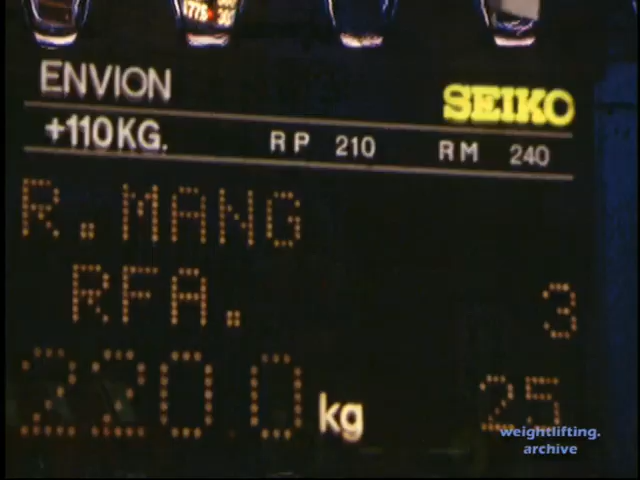 ENVION
SEIKO
+110KG. RP 210 RM 240
R.MANG
RFA. 3
220.0 kg 25
weightlifting.
archive